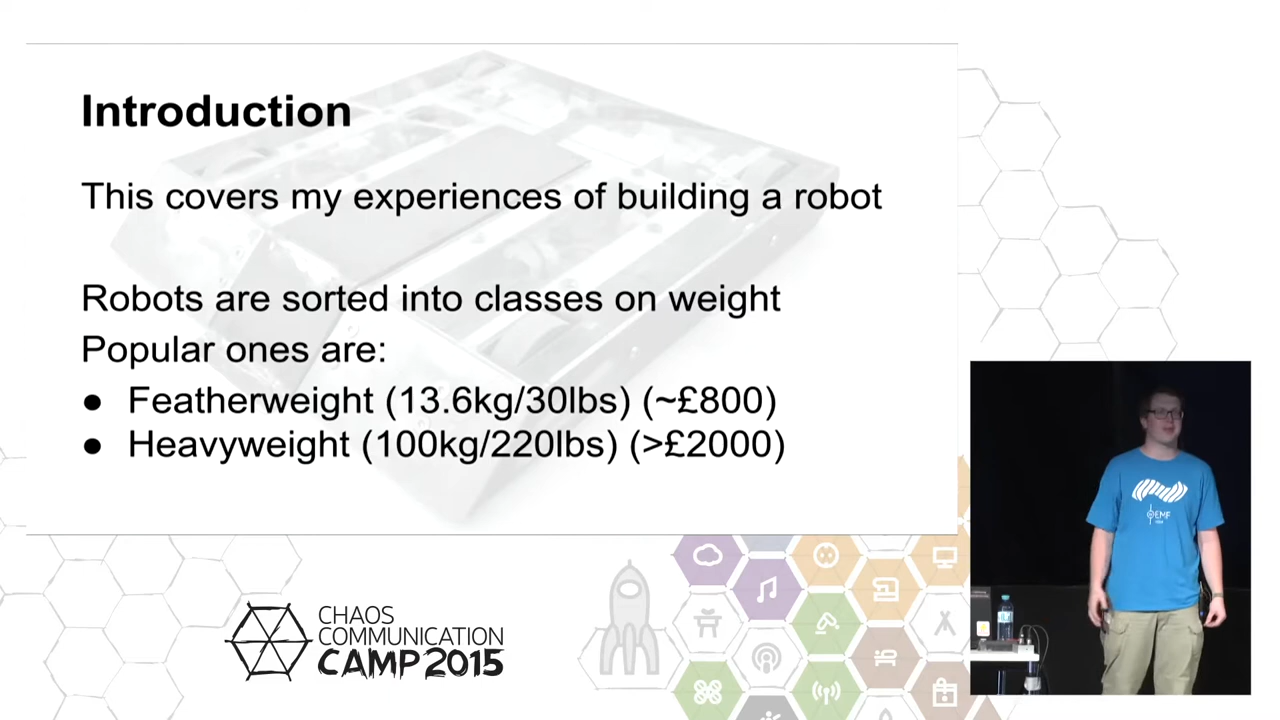 Introduction
This covers my experiences of building a robot
Robots are sorted into classes on weight
Popular ones are:
● Featherweight (13.6kg/30lbs) (~£800)
● Heavyweight (100kg/220lbs) (>£2000)
CHAOS
COMMUNICATION
CAMP 2015
EMF